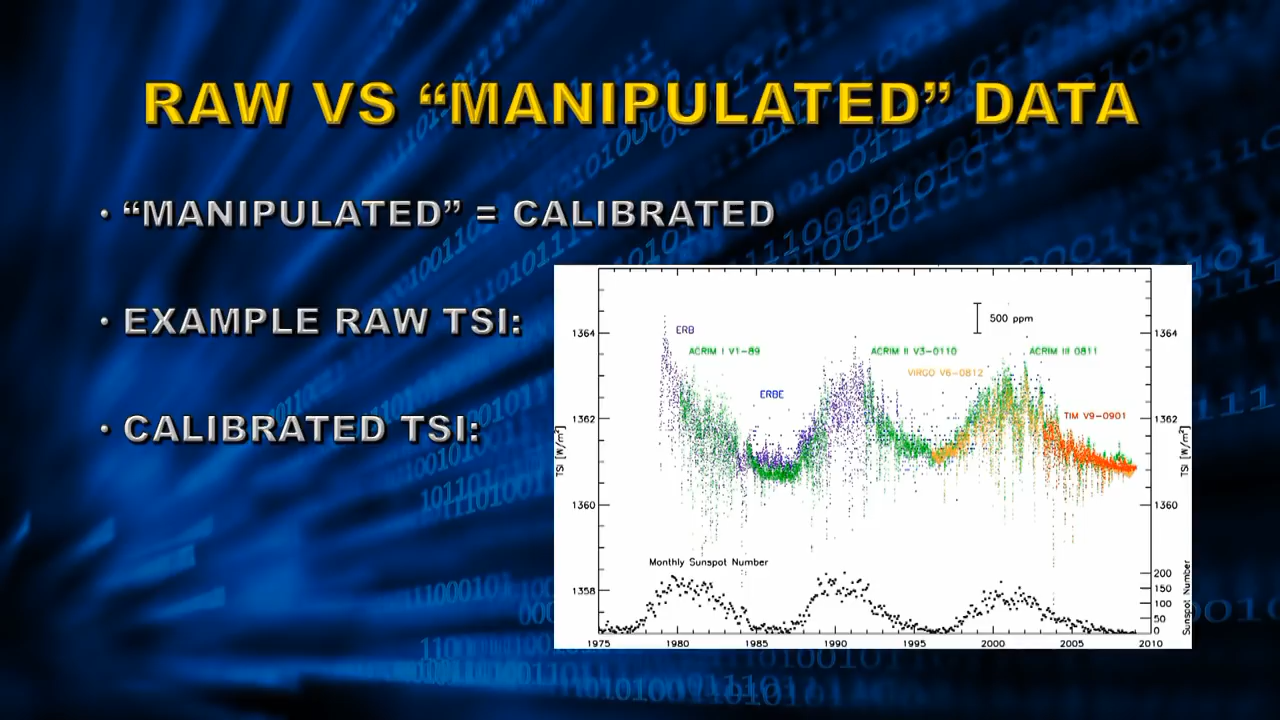 RAW VS “MANIPULATED” DATA
• “MANIPULATED” = CALIBRATED
• EXAMPLE RAW TSI:
• CALIBRATED TSI:
500 ppm
1364
1364
ERB
ACRIM I V1-89
ACRIM II V3-0110
ACRIM III 0811
VIRGO V6-0812
ERBE
1362
TIM V9-0901
1362
TSI [W/m²]
TSI [W/m²]
1360
1360
Monthly Sunspot Number
1358
200
150
100
50
0
Sunspot Number
1975 1980 1985 1990 1995 2000 2005 2010